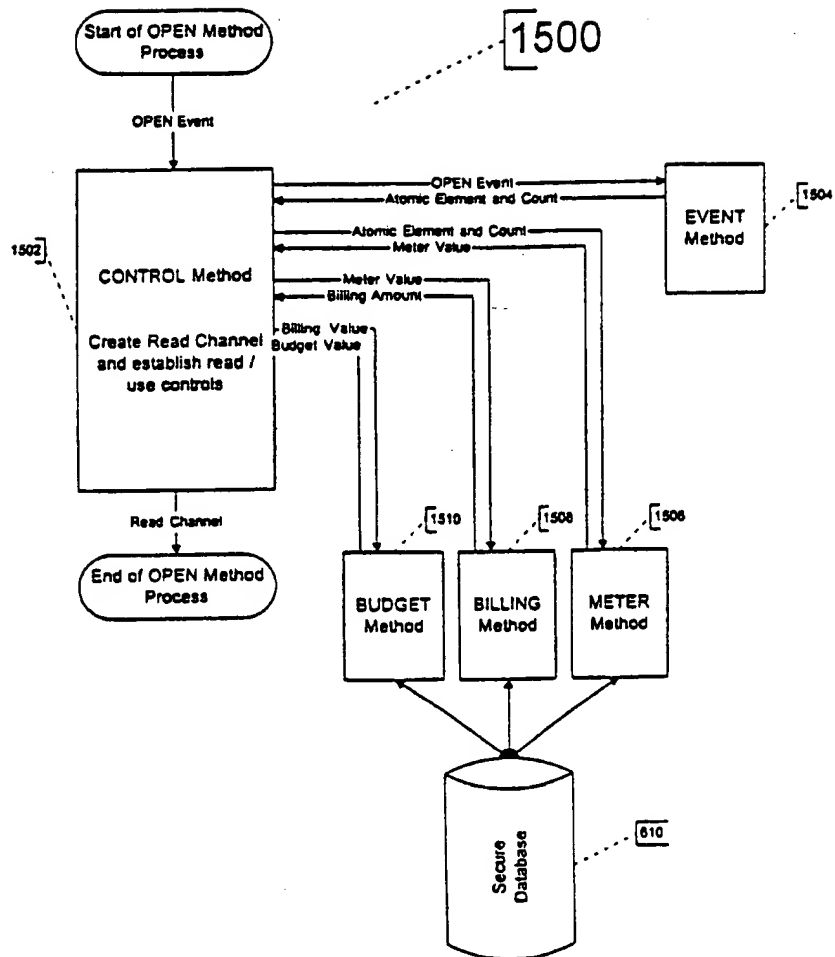 Start of OPEN Method
Process
1500
OPEN Event
OPEN Event
Atomic Element and Count
1504
EVENT
Method
Atomic Element and Count
Meter Value
1502
CONTROL Method
Meter Value
Billing Amount
Create Read Channel
and establish read /
use controls
Billing Value
Budget Value
Read Channel
1510
1508
1506
End of OPEN Method
Process
BUDGET
Method
BILLING
Method
METER
Method
Secure
Database
610